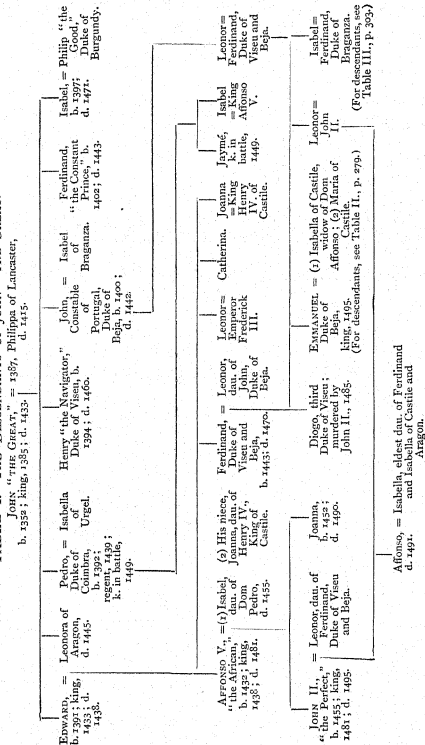 JOHN "THE GREAT," = 1387, Philippa of Lancaster,
b. 1352; king, 1385; d. 1433. d. 1415.
EDWARD, =
b. 1391; king,
1433; d.
1438.
Leonora of
Aragon,
d. 1445.
Pedro, =
Duke of
Coimbra,
b. 1392;
regent, 1439;
k. in battle,
1449.
Isabella
of
Urgel.
Henry "the Navigator,"
Duke of Viseu, b.
1394; d. 1460.
John, =
Constable
of
Portugal,
Duke of
Beja, b. 1400;
d. 1442.
Isabel
of
Braganza.
Ferdinand,
"the Constant
Prince," b.
1402; d. 1443.
Isabel, =
b. 1397;
d. 1471.
Philip "the
Good,"
Duke of
Burgundy.
AFFONSO V., =
"the African,"
b. 1432; king,
1438; d. 1481.
(1) Isabel,
dau. of
Dom
Pedro,
d. 1455.
(2) His niece,
Joanna, dau. of
Henry IV.,
King of
Castile.
Ferdinand, =
Duke of
Viseu and
Beja,
b. 1443; d. 1470.
Leonor,
dau. of
John,
Duke of
Beja.
Leonor=
Emperor
Frederick
III.
Catherina.
Joanna
=King
Henry
IV. of
Castile.
Jaymé,
k. in
battle,
1449.
Isabel
= King
Affonso
V.
Leonor=
Ferdinand,
Duke of
Viseu and
Beja.
JOHN II., =
"the Perfect,"
b. 1455; king,
1481; d. 1495.
Leonor, dau. of
Ferdinand,
Duke of Viseu
and Beja.
Joanna,
b. 1452;
d. 1490.
Diogo, third
Duke of Viseu;
murdered by
John II., 1485.
EMMANUEL =
Duke of
Beja,
king, 1495.
(1) Isabella of Castile,
widow of Dom
Affonso; (2) Maria of
Castile.
(For descendants, see Table II., p. 279.)
Leonor=
John
II.
Isabel=
Ferdinand,
Duke of
Braganza.
(For descendants, see
Table III., p. 303.)
Affonso, = Isabella, eldest dau. of Ferdinand
d. 1491. and Isabella of Castile and
Aragon.